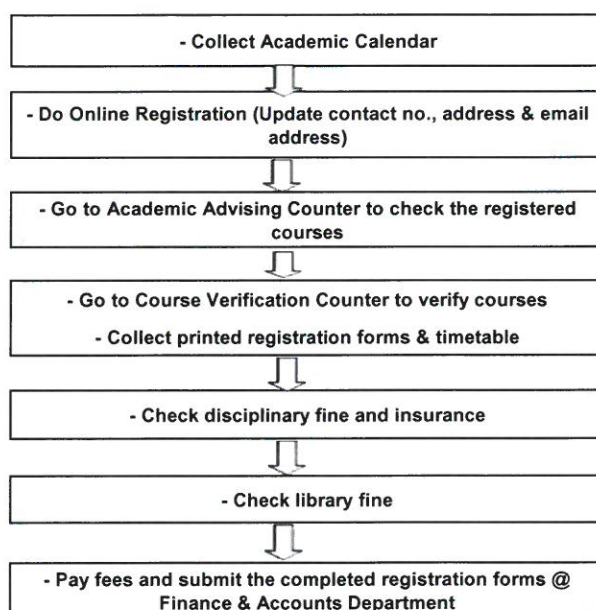 - Collect Academic Calendar
- Do Online Registration (Update contact no., address & email
address)
- Go to Academic Advising Counter to check the registered
courses
- Go to Course Verification Counter to verify courses
- Collect printed registration forms & timetable
- Check disciplinary fine and insurance
- Check library fine
- Pay fees and submit the completed registration forms @
Finance & Accounts Department